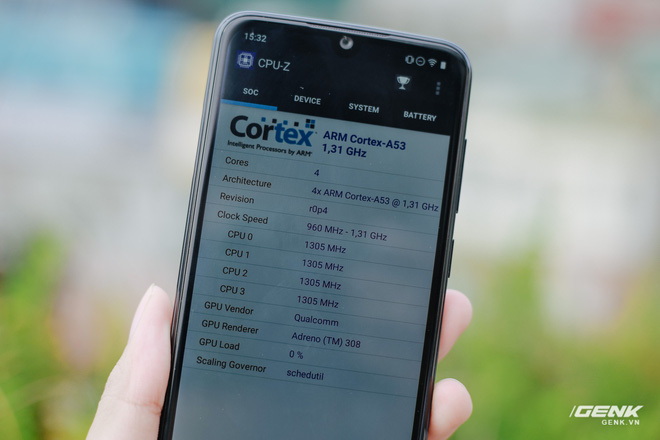 15:32
CPU-Z
SOC DEVICE SYSTEM BATTERY
Cortex
Intelligent Processors by ARM
ARM Cortex-A53
1,31 GHz
Cores 4
Architecture 4x ARM Cortex-A53 @ 1,31 GHz
Revision r0p4
Clock Speed 960 MHz - 1,31 GHz
CPU 0 1305 MHz
CPU 1 1305 MHz
CPU 2 1305 MHz
CPU 3 1305 MHz
GPU Vendor Qualcomm
GPU Renderer Adreno (TM) 308
GPU Load 0 %
Scaling Governor schedutil
GENK
GENK.VN